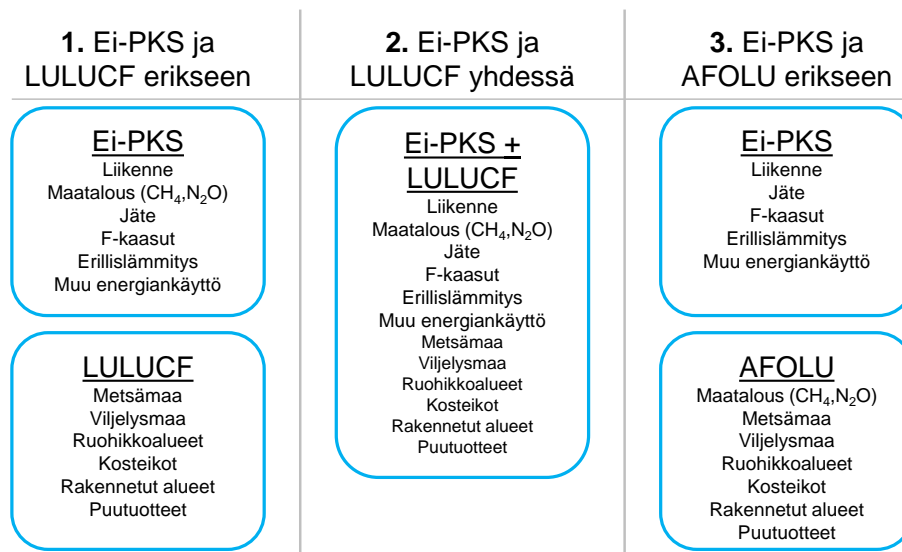 1. Ei-PKS ja
LULUCF erikseen
Ei-PKS
Liikenne
Maatalous (CH₄,N₂O)
Jäte
F-kaasut
Erillislämmitys
Muu energiankäyttö
LULUCF
Metsämaa
Viljelysmaa
Ruohikkoalueet
Kosteikot
Rakennetut alueet
Puutuotteet
2. Ei-PKS ja
LULUCF yhdessä
Ei-PKS +
LULUCF
Liikenne
Maatalous (CH₄,N₂O)
Jäte
F-kaasut
Erillislämmitys
Muu energiankäyttö
Metsämaa
Viljelysmaa
Ruohikkoalueet
Kosteikot
Rakennetut alueet
Puutuotteet
3. Ei-PKS ja
AFOLU erikseen
Ei-PKS
Liikenne
Jäte
F-kaasut
Erillislämmitys
Muu energiankäyttö
AFOLU
Maatalous (CH₄,N₂O)
Metsämaa
Viljelysmaa
Ruohikkoalueet
Kosteikot
Rakennetut alueet
Puutuotteet